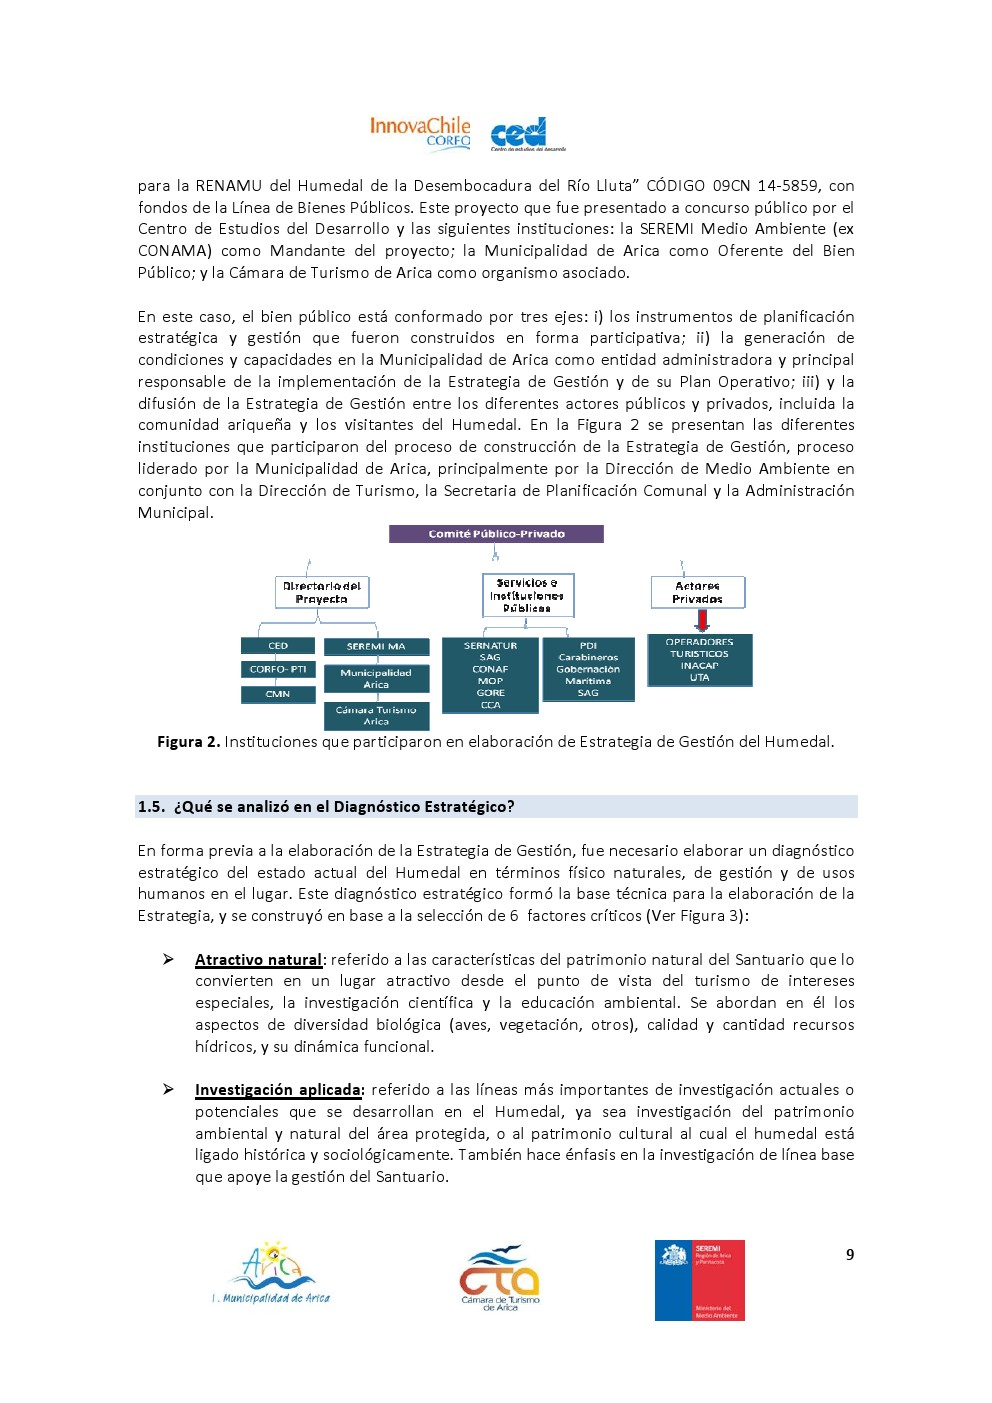 InnovaChile
CORFO
ced
Centro de estudios del desarrollo
para la RENAMU del Humedal de la Desembocadura del Río Lluta” CÓDIGO 09CN 14-5859, con
fondos de la Línea de Bienes Públicos. Este proyecto que fue presentado a concurso público por el
Centro de Estudios del Desarrollo y las siguientes instituciones: la SEREMI Medio Ambiente (ex
CONAMA) como Mandante del proyecto; la Municipalidad de Arica como Oferente del Bien
Público; y la Cámara de Turismo de Arica como organismo asociado.
En este caso, el bien público está conformado por tres ejes: i) los instrumentos de planificación
estratégica y gestión que fueron construidos en forma participativa; ii) la generación de
condiciones y capacidades en la Municipalidad de Arica como entidad administradora y principal
responsable de la implementación de la Estrategia de Gestión y de su Plan Operativo; iii) y la
difusión de la Estrategia de Gestión entre los diferentes actores públicos y privados, incluida la
comunidad ariqueña y los visitantes del Humedal. En la Figura 2 se presentan las diferentes
instituciones que participaron del proceso de construcción de la Estrategia de Gestión, proceso
liderado por la Municipalidad de Arica, principalmente por la Dirección de Medio Ambiente en
conjunto con la Dirección de Turismo, la Secretaria de Planificación Comunal y la Administración
Municipal.
Comité Público-Privado
Directorio del
Proyecto
Servicios e
Instituciones
Públicas
Actores
Privados
CED
CORFO- PTI
CMN
SEREMI MA
Municipalidad
Arica
Cámara Turismo
Arica
SERNATUR
SAG
CONAF
MOP
GORE
CCA
PDI
Carabineros
Gobernación
Marítima
SAG
OPERADORES
TURISTICOS
INACAP
UTA
Figura 2. Instituciones que participaron en elaboración de Estrategia de Gestión del Humedal.
1.5. ¿Qué se analizó en el Diagnóstico Estratégico?
En forma previa a la elaboración de la Estrategia de Gestión, fue necesario elaborar un diagnóstico
estratégico del estado actual del Humedal en términos físico naturales, de gestión y de usos
humanos en el lugar. Este diagnóstico estratégico formó la base técnica para la elaboración de la
Estrategia, y se construyó en base a la selección de 6 factores críticos (Ver Figura 3):
➢ Atractivo natural: referido a las características del patrimonio natural del Santuario que lo
convierten en un lugar atractivo desde el punto de vista del turismo de intereses
especiales, la investigación científica y la educación ambiental. Se abordan en él los
aspectos de diversidad biológica (aves, vegetación, otros), calidad y cantidad recursos
hídricos, y su dinámica funcional.
➢ Investigación aplicada: referido a las líneas más importantes de investigación actuales o
potenciales que se desarrollan en el Humedal, ya sea investigación del patrimonio
ambiental y natural del área protegida, o al patrimonio cultural al cual el humedal está
ligado histórica y sociológicamente. También hace énfasis en la investigación de línea base
que apoye la gestión del Santuario.
Arica
I. Municipalidad de Arica
CTA
Cámara de Turismo
de Arica
SEREMI
Región de Arica
y Parinacota
Ministerio del
Medio Ambiente
9